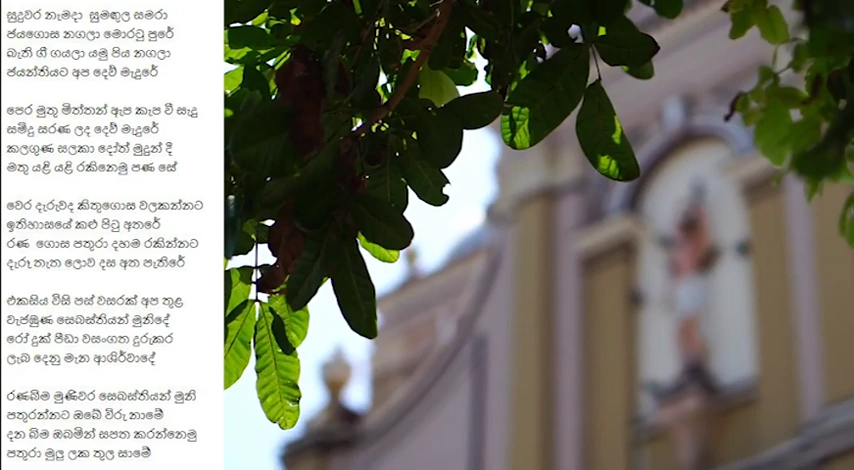 සුදුවර නැමදා සුමඟුල සමරා
ජයගොස නගලා මොරටු පුරේ
බැති ගී ගයලා යමු පිය නගලා
ජයන්තියට අප දෙව් මැදුරේ
පෙර මුතු මිත්තන් ඇප කැප වී සැදු
සමිදු සරණ ලද දෙව් මැදුරේ
කලගුණ සලකා දෝත් මුදුන් දී
මතු යළි යළි රකිනෙමු පණ සේ
වෙර දැරුවද කිතුගොස වලකන්නට
ඉතිහාසයේ කළු පිටු අතරේ
රණ ගොස පතුරා දහම රකින්නට
දැරූ තැත ලොව දස අත පැතිරේ
එකසිය විසි පස් වසරක් අප තුළ
වැජඹුණ සෙබස්තියන් මුනිදේ
රෝ දුක් පීඩා වසංගත දුරුකර
ලැබ දෙනු මැන ආශිර්වාදේ
රණබිම මුණිවර සෙබස්තියන් මුනි
පතුරන්නට ඔබේ විරු නාමේ
දන බිම ඔබමින් සපත කරන්නෙමු
පතුරා මුලු ලක තුල සාමේ